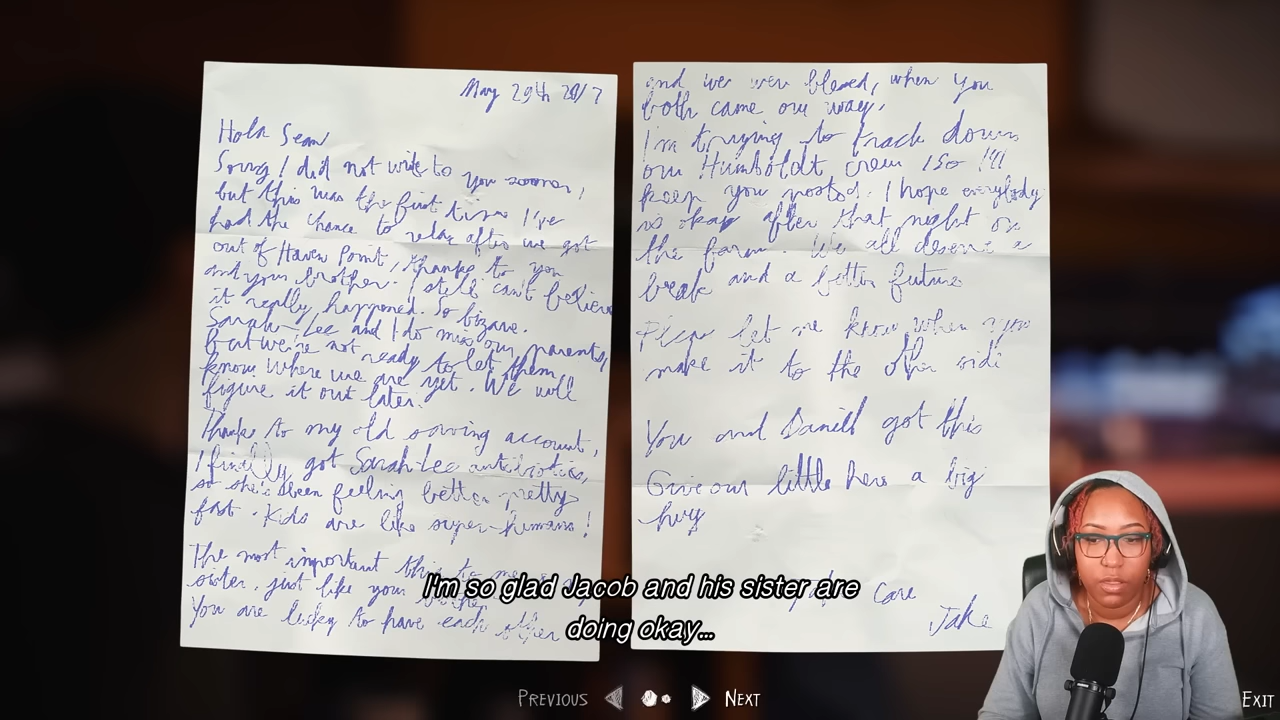 May 29th 2017
Hola Sean
Sorry I did not write to you sooner,
but this was the first time I've
had the chance to relax after we got
out of Haven Point, thanks to you
and your brother. I still can't believe
it really happened. So bizare.
Sarah-Lee and I do miss our parents,
but we're not ready to let them
know where we are yet. We will
figure it out later.
Thanks to my old saving account,
I finally got Sarah-Lee antibiotics,
so she's been feeling better pretty
fast. Kids are like super-humans!
The most important this to me
sister. just like your brother
You are lucky to have each other
and we were blessed, when you
both came our way.
I'm trying to track down
our Humboldt crew so I'll
keep you posted. I hope everybody
is okay after that night on
the farm. We all deserve a
break and a better future
Please let me know when you
make it to the other side
You and Daniel got this
Give our little hero a big
hug
Care
Jake
I'm so glad Jacob and his sister are
doing okay...
PREVIOUS NEXT
EXIT